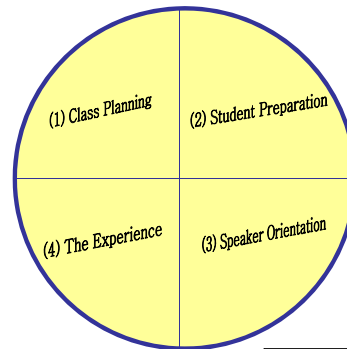 (1) Class Planning
(2) Student Preparation
(4) The Experience
(3) Speaker Orientation